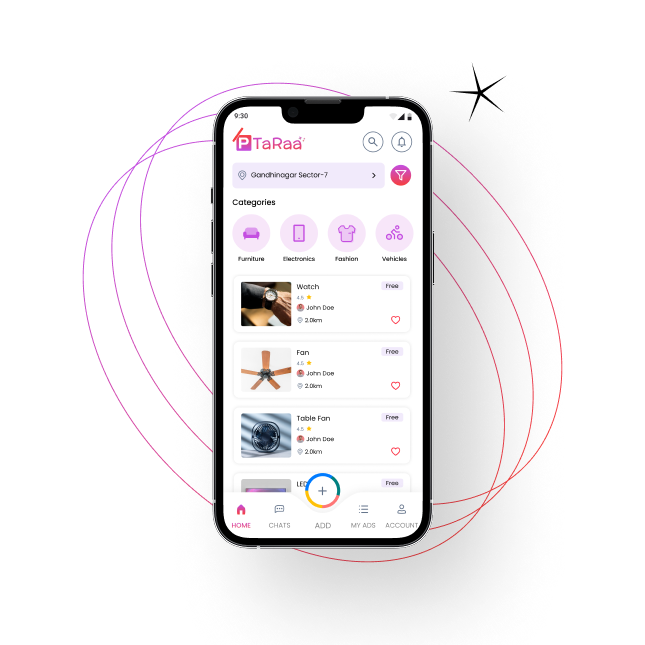 9:30
PTaRaa
Gandhinagar Sector-7
Categories
Furniture Electronics Fashion Vehicles
Watch Free
4.5
John Doe
2.0km
Fan Free
4.5
John Doe
2.0km
Table Fan Free
4.5
John Doe
2.0km
LED Free
HOME CHATS ADD MY ADS ACCOUNT